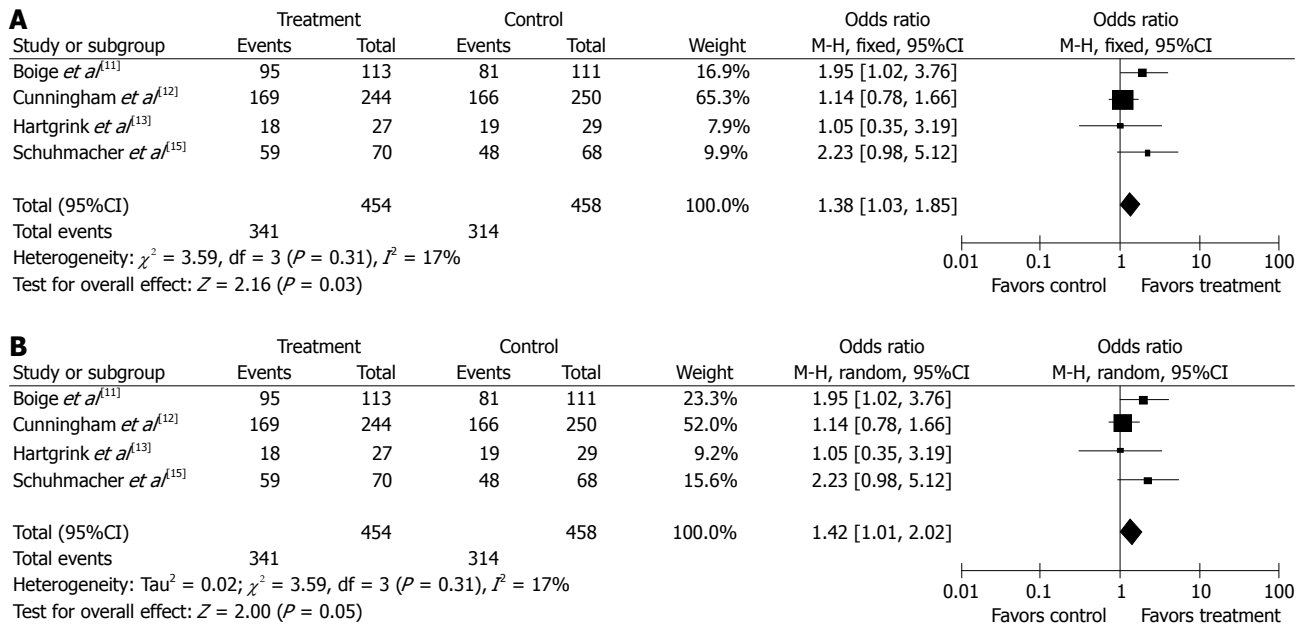 A
Treatment Control Odds ratio Odds ratio
Study or subgroup Events Total Events Total Weight M-H, fixed, 95%CI M-H, fixed, 95%CI
Boige et al[11] 95 113 81 111 16.9% 1.95 [1.02, 3.76]
Cunningham et al[12] 169 244 166 250 65.3% 1.14 [0.78, 1.66]
Hartgrink et al[13] 18 27 19 29 7.9% 1.05 [0.35, 3.19]
Schuhmacher et al[15] 59 70 48 68 9.9% 2.23 [0.98, 5.12]
Total (95%CI) 454 458 100.0% 1.38 [1.03, 1.85]
Total events 341 314
Heterogeneity: χ² = 3.59, df = 3 (P = 0.31), I² = 17%
Test for overall effect: Z = 2.16 (P = 0.03)
0.01 0.1 1 10 100
Favors control Favors treatment
B
Treatment Control Odds ratio Odds ratio
Study or subgroup Events Total Events Total Weight M-H, random, 95%CI M-H, random, 95%CI
Boige et al[11] 95 113 81 111 23.3% 1.95 [1.02, 3.76]
Cunningham et al[12] 169 244 166 250 52.0% 1.14 [0.78, 1.66]
Hartgrink et al[13] 18 27 19 29 9.2% 1.05 [0.35, 3.19]
Schuhmacher et al[15] 59 70 48 68 15.6% 2.23 [0.98, 5.12]
Total (95%CI) 454 458 100.0% 1.42 [1.01, 2.02]
Total events 341 314
Heterogeneity: Tau² = 0.02; χ² = 3.59, df = 3 (P = 0.31), I² = 17%
Test for overall effect: Z = 2.00 (P = 0.05)
0.01 0.1 1 10 100
Favors control Favors treatment